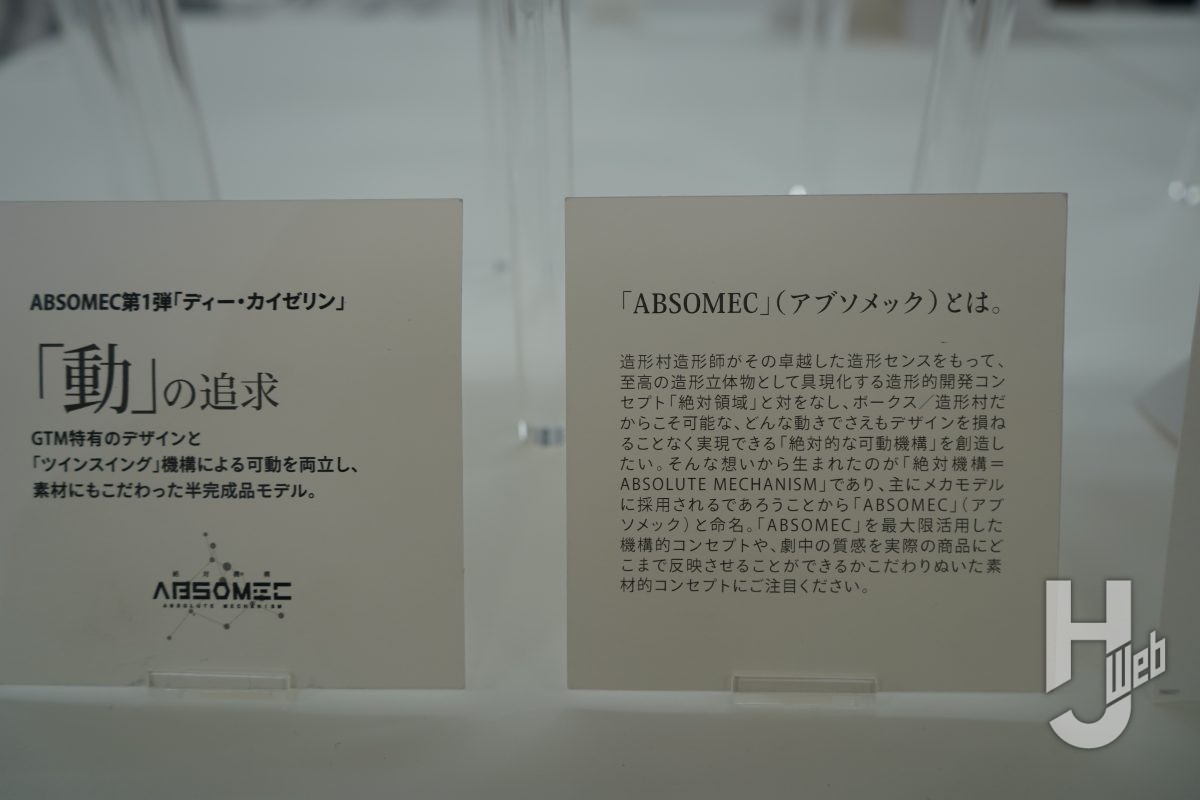 ABSOMEC第1弾「ディー・カイゼリン」
「動」の追求
GTM特有のデザインと
「ツインスイング」機構による可動を両立し、
素材にもこだわった半完成品モデル。
絶対機構
ABSOMEC
ABSOLUTE MECHANISM
「ABSOMEC」（アブソメック）とは。
造形村造形師がその卓越した造形センスをもって、
至高の造形立体物として具現化する造形的開発コン
セプト「絶対領域」と対をなし、ボークス／造形村だ
からこそ可能な、どんな動きでさえもデザインを損ね
ることなく実現できる「絶対的な可動機構」を創造し
たい。そんな想いから生まれたのが「絶対機構＝
ABSOLUTE MECHANISM」であり、主にメカモデル
に採用されるであろうことから「ABSOMEC」（アブ
ソメック）と命名。「ABSOMEC」を最大限活用した
機構的コンセプトや、劇中の質感を実際の商品にど
こまで反映させることができるかこだわりぬいた素
材的コンセプトにご注目ください。
HJ Web